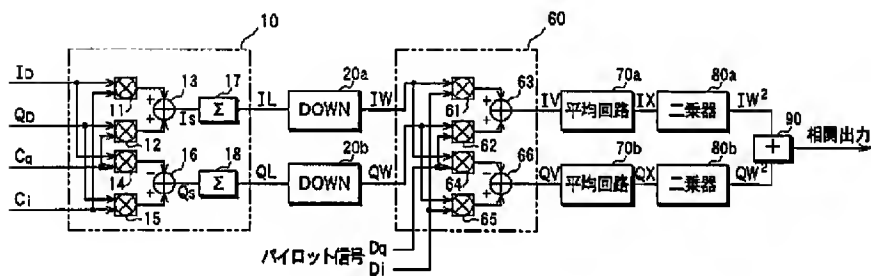 10
60
ID
QD
Cq
Ci
11
12
13
14
15
16
17
18
Σ
Σ
Is
Qs
IL
QL
20a
DOWN
20b
DOWN
IW
QW
61
62
63
64
65
66
IV
QV
70a
平均回路
70b
平均回路
IX
QX
80a
二乗器
80b
二乗器
IW²
QW²
90
相関出力
パイロット信号
Dq
Di